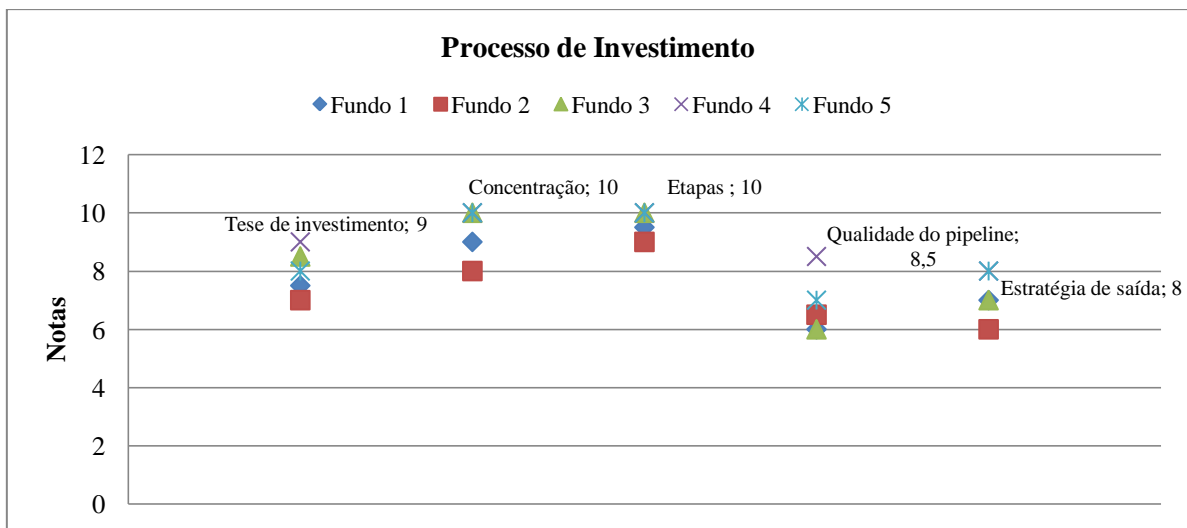 Processo de Investimento
Fundo 1 Fundo 2 Fundo 3 Fundo 4 Fundo 5
Notas
12
10
8
6
4
2
0
Tese de investimento; 9
Concentração; 10
Etapas ; 10
Qualidade do pipeline;
8,5
Estratégia de saída; 8